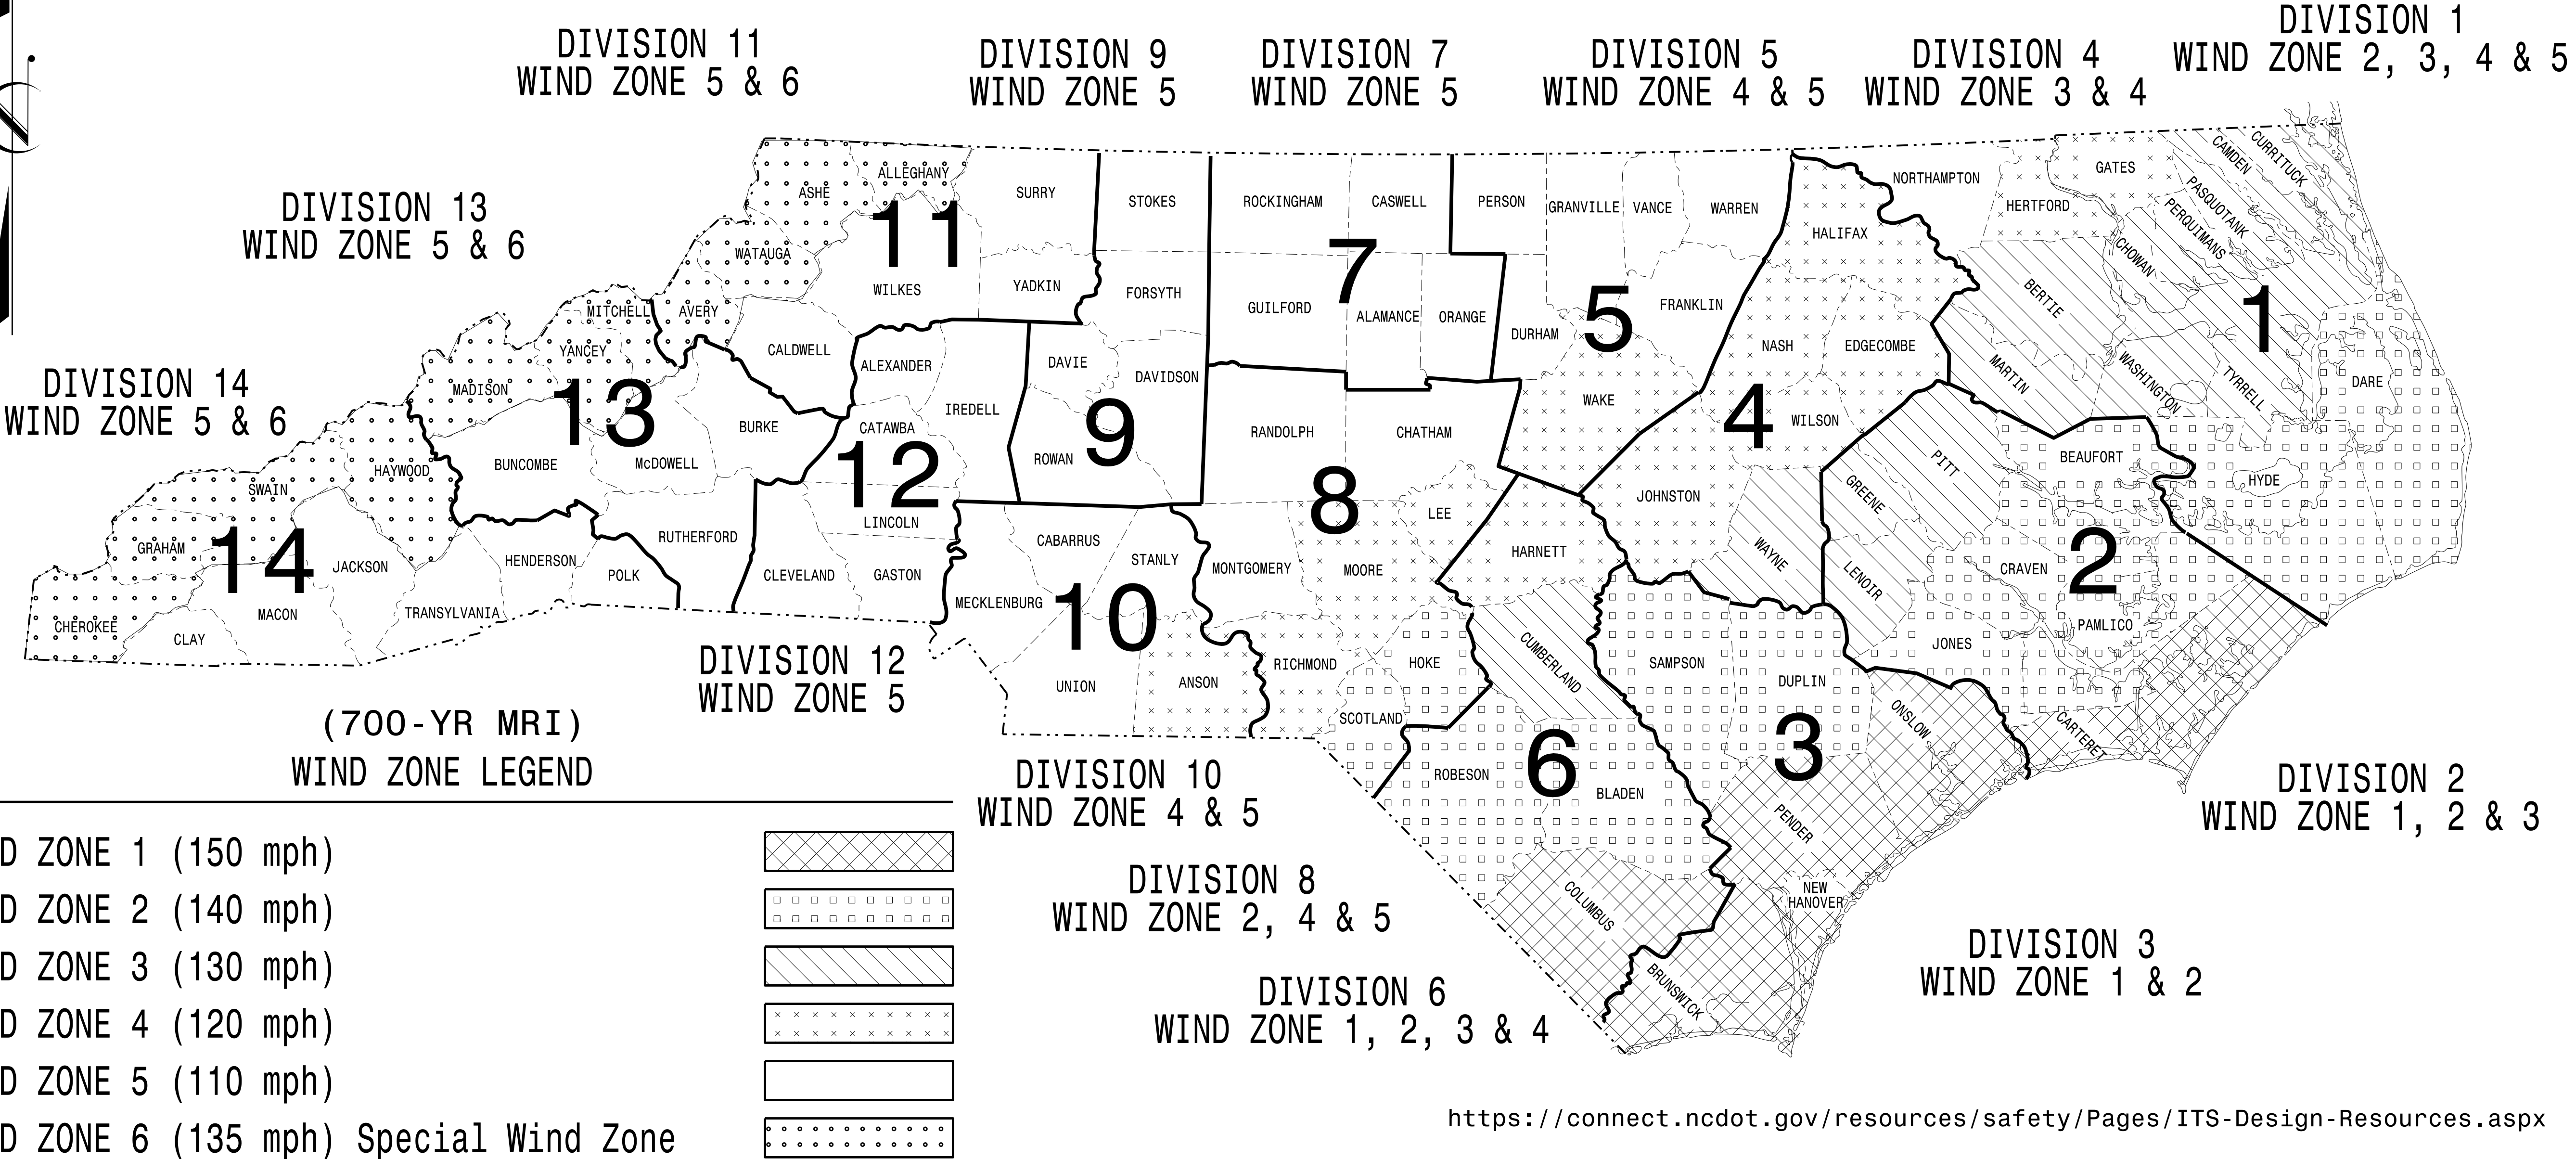 DIVISION 11
WIND ZONE 5 & 6
DIVISION 9
WIND ZONE 5
DIVISION 7
WIND ZONE 5
DIVISION 5
WIND ZONE 4 & 5
DIVISION 4
WIND ZONE 3 & 4
DIVISION 1
WIND ZONE 2, 3, 4 & 5
DIVISION 13
WIND ZONE 5 & 6
DIVISION 14
WIND ZONE 5 & 6
ASHE
ALLEGHANY
SURRY
STOKES
ROCKINGHAM
CASWELL
PERSON
GRANVILLE
VANCE
WARREN
NORTHAMPTON
HERTFORD
GATES
CAMDEN
CURRITUCK
PASQUOTANK
PERQUIMANS
CHOWAN
HALIFAX
WATAUGA
11
WILKES
YADKIN
FORSYTH
7
GUILFORD
ALAMANCE
ORANGE
DURHAM
5
FRANKLIN
NASH
EDGECOMBE
BERTIE
MARTIN
WASHINGTON
TYRRELL
1
DARE
MITCHELL
AVERY
YANCEY
MADISON
13
CALDWELL
ALEXANDER
DAVIE
DAVIDSON
IREDELL
BURKE
CATAWBA
12
ROWAN
9
RANDOLPH
CHATHAM
WAKE
4
WILSON
PITT
GREENE
BEAUFORT
HYDE
HAYWOOD
BUNCOMBE
McDOWELL
SWAIN
GRAHAM
14
JACKSON
HENDERSON
POLK
RUTHERFORD
LINCOLN
CLEVELAND
GASTON
CABARRUS
STANLY
MECKLENBURG
10
MONTGOMERY
8
MOORE
LEE
HARNETT
JOHNSTON
WAYNE
LENOIR
CRAVEN
2
PAMLICO
JONES
CHEROKEE
CLAY
MACON
TRANSYLVANIA
UNION
ANSON
RICHMOND
HOKE
SCOTLAND
CUMBERLAND
SAMPSON
DUPLIN
ONSLOW
CARTERET
3
6
ROBESON
BLADEN
PENDER
NEW
HANOVER
COLUMBUS
BRUNSWICK
DIVISION 12
WIND ZONE 5
DIVISION 10
WIND ZONE 4 & 5
DIVISION 8
WIND ZONE 2, 4 & 5
DIVISION 6
WIND ZONE 1, 2, 3 & 4
DIVISION 2
WIND ZONE 1, 2 & 3
DIVISION 3
WIND ZONE 1 & 2
(700-YR MRI)
WIND ZONE LEGEND
D ZONE 1 (150 mph)
D ZONE 2 (140 mph)
D ZONE 3 (130 mph)
D ZONE 4 (120 mph)
D ZONE 5 (110 mph)
D ZONE 6 (135 mph) Special Wind Zone
https://connect.ncdot.gov/resources/safety/Pages/ITS-Design-Resources.aspx